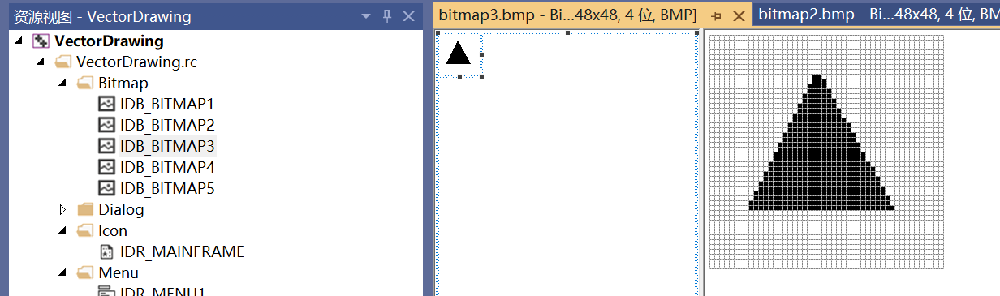 资源视图 - VectorDrawing
VectorDrawing
VectorDrawing.rc
Bitmap
IDB_BITMAP1
IDB_BITMAP2
IDB_BITMAP3
IDB_BITMAP4
IDB_BITMAP5
Dialog
Icon
IDR_MAINFRAME
Menu
IDR_MENU1
bitmap3.bmp - Bi...48x48, 4 位, BMP]
bitmap2.bmp - Bi...48x48, 4 位, BM